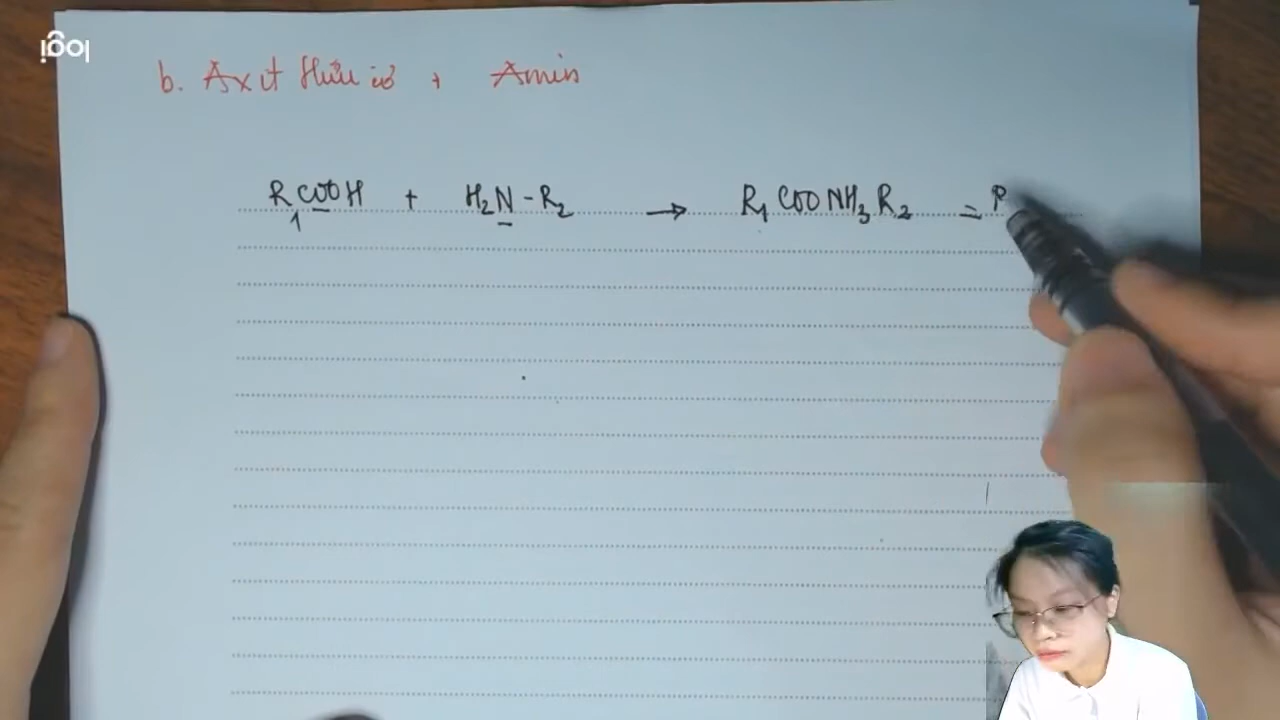 logi
b. Axit Hữu cơ + Amin
R₁COOH + H₂N-R₂ → R₁COONH₃R₂ = R